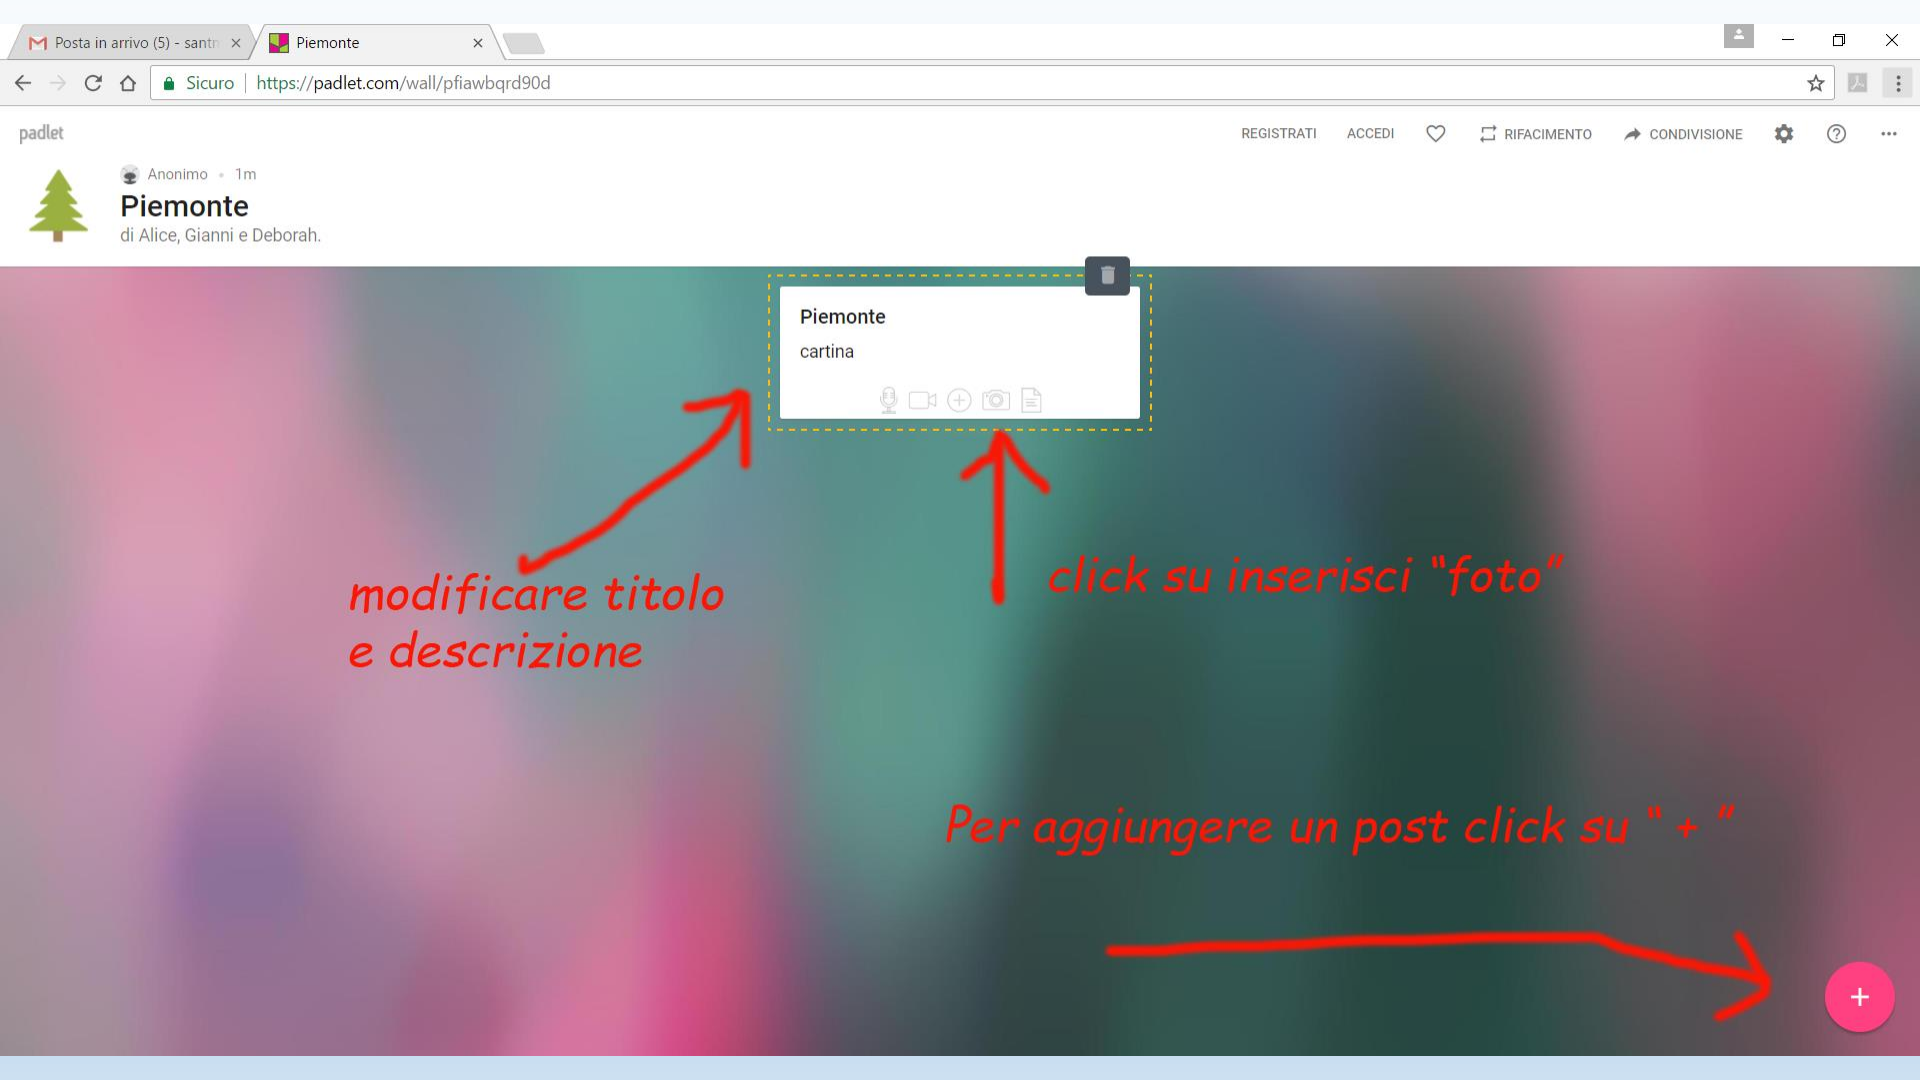 Posta in arrivo (5) - santn
Piemonte
Sicuro
https://padlet.com/wall/pfiawbqrd90d
padlet
REGISTRATI
ACCEDI
RIFACIMENTO
CONDIVISIONE
Anonimo • 1m
Piemonte
di Alice, Gianni e Deborah.
Piemonte
cartina
modificare titolo
e descrizione
click su inserisci “foto”
Per aggiungere un post click su “ + ”